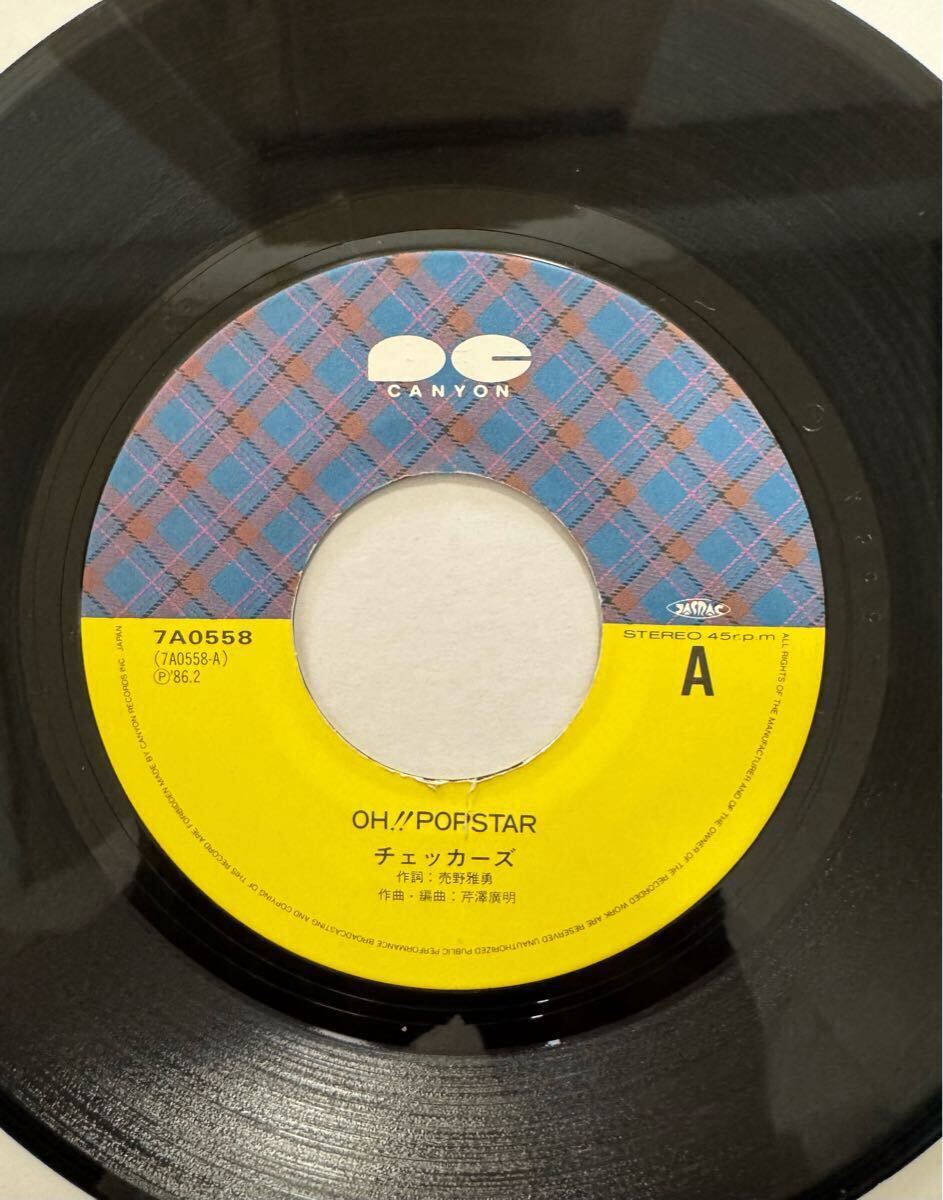 CANYON
JASRAC
7A0558
(7A0558-A)
Ⓟ'86.2
STEREO 45r.p.m
A
OH!!POPSTAR
チェッカーズ
作詞：売野雅勇
作曲・編曲：芹澤廣明
ALL RIGHTS OF THE MANUFACTURER AND OF THE OWNER OF THE RECORDED WORK ARE RESERVED UNAUTHORIZED PUBLIC PERFORMANCE BROADCASTING AND COPYING OF THIS RECORD ARE FORBIDDEN MADE BY CANYON RECORDS INC. JAPAN